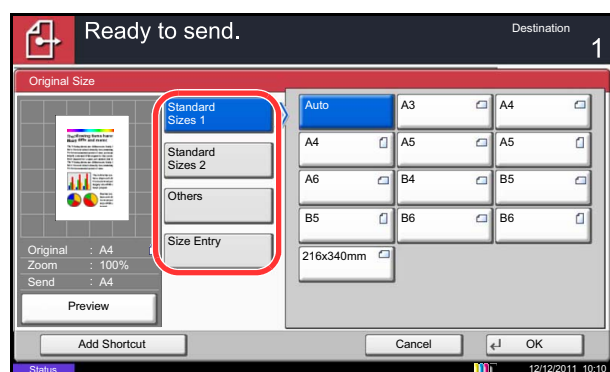 Ready to send.
Destination
1
Original Size
Standard
Sizes 1
Standard
Sizes 2
Others
Size Entry
Auto
A3
A4
A4
A5
A5
A6
B4
B5
B5
B6
B6
216x340mm
Original : A4
Zoom : 100%
Send : A4
Preview
Add Shortcut
Cancel
OK
Status
12/12/2011 10:10